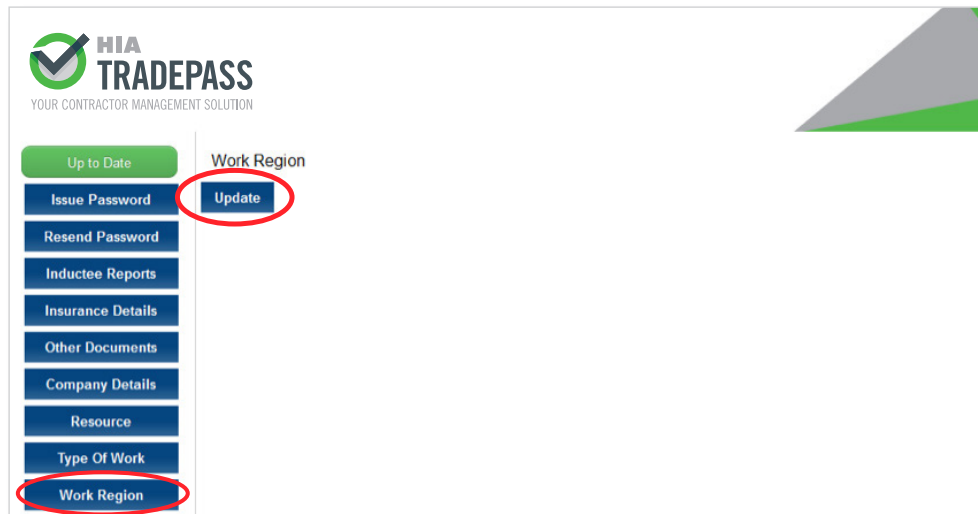 HIA
TRADEPASS
YOUR CONTRACTOR MANAGEMENT SOLUTION
Up to Date
Work Region
Issue Password
Update
Resend Password
Inductee Reports
Insurance Details
Other Documents
Company Details
Resource
Type Of Work
Work Region